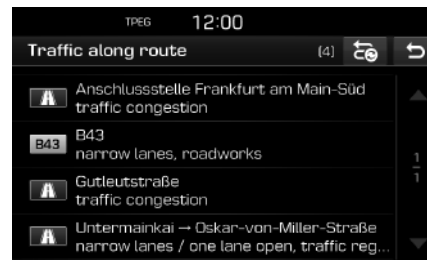 TPEG 12:00
Traffic along route [4]
Anschlussstelle Frankfurt am Main-Süd
traffic congestion
B43 B43
narrow lanes, roadworks
Gutleutstraße
traffic congestion
Untermainkai → Oskar-von-Miller-Straße
narrow lanes / one lane open, traffic reg...
1
1